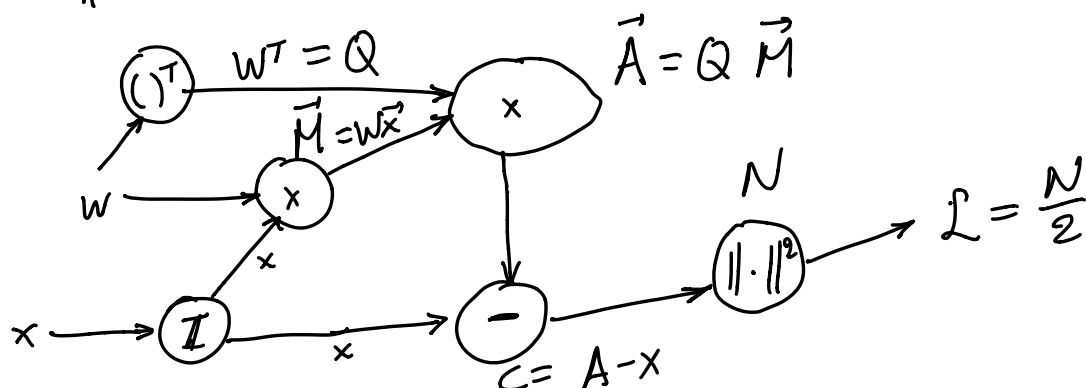 ( )ᵀ
Wᵀ = Q
x
A⃗ = Q M⃗
M⃗ = Wx⃗
W
x
x
N
‖·‖²
ℒ = N/2
x
I
x
−
C = A − x